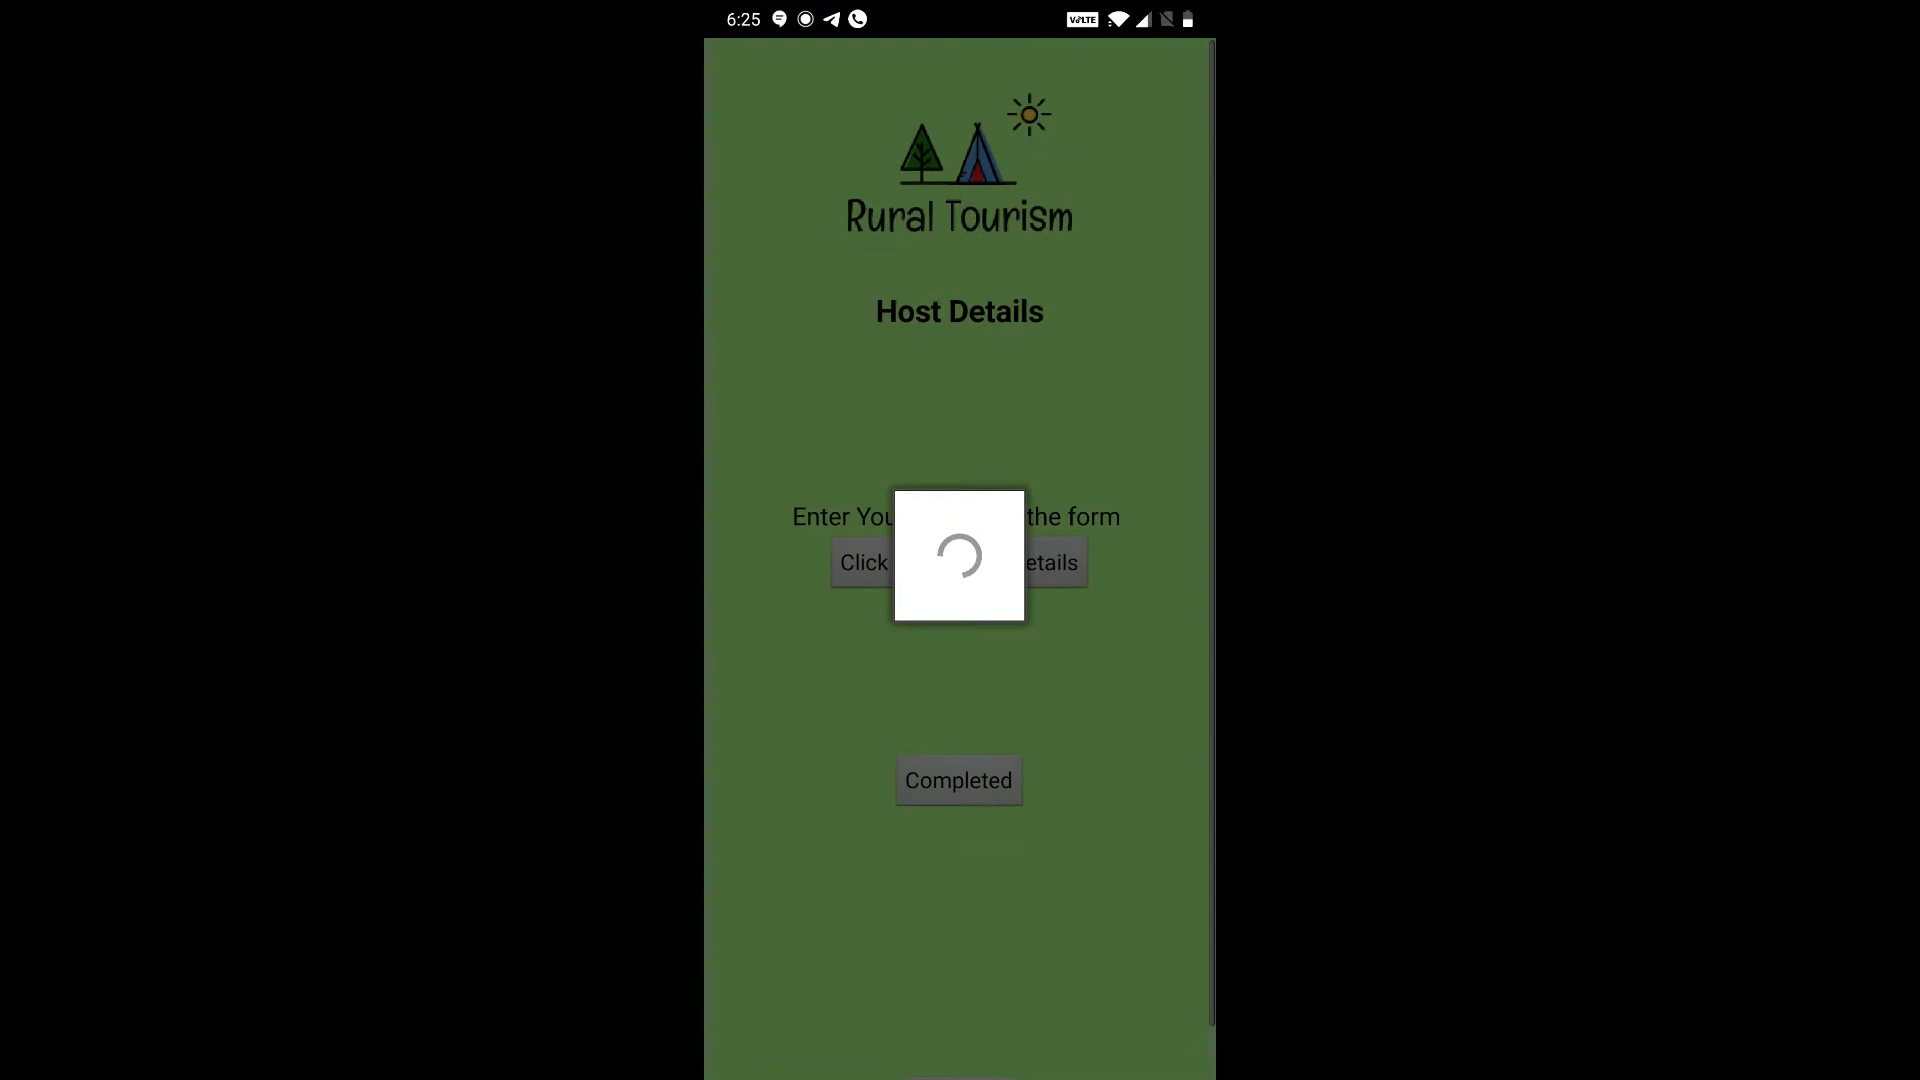 6:25
VoLTE
Rural Tourism
Host Details
Enter You the form
Click etails
Completed